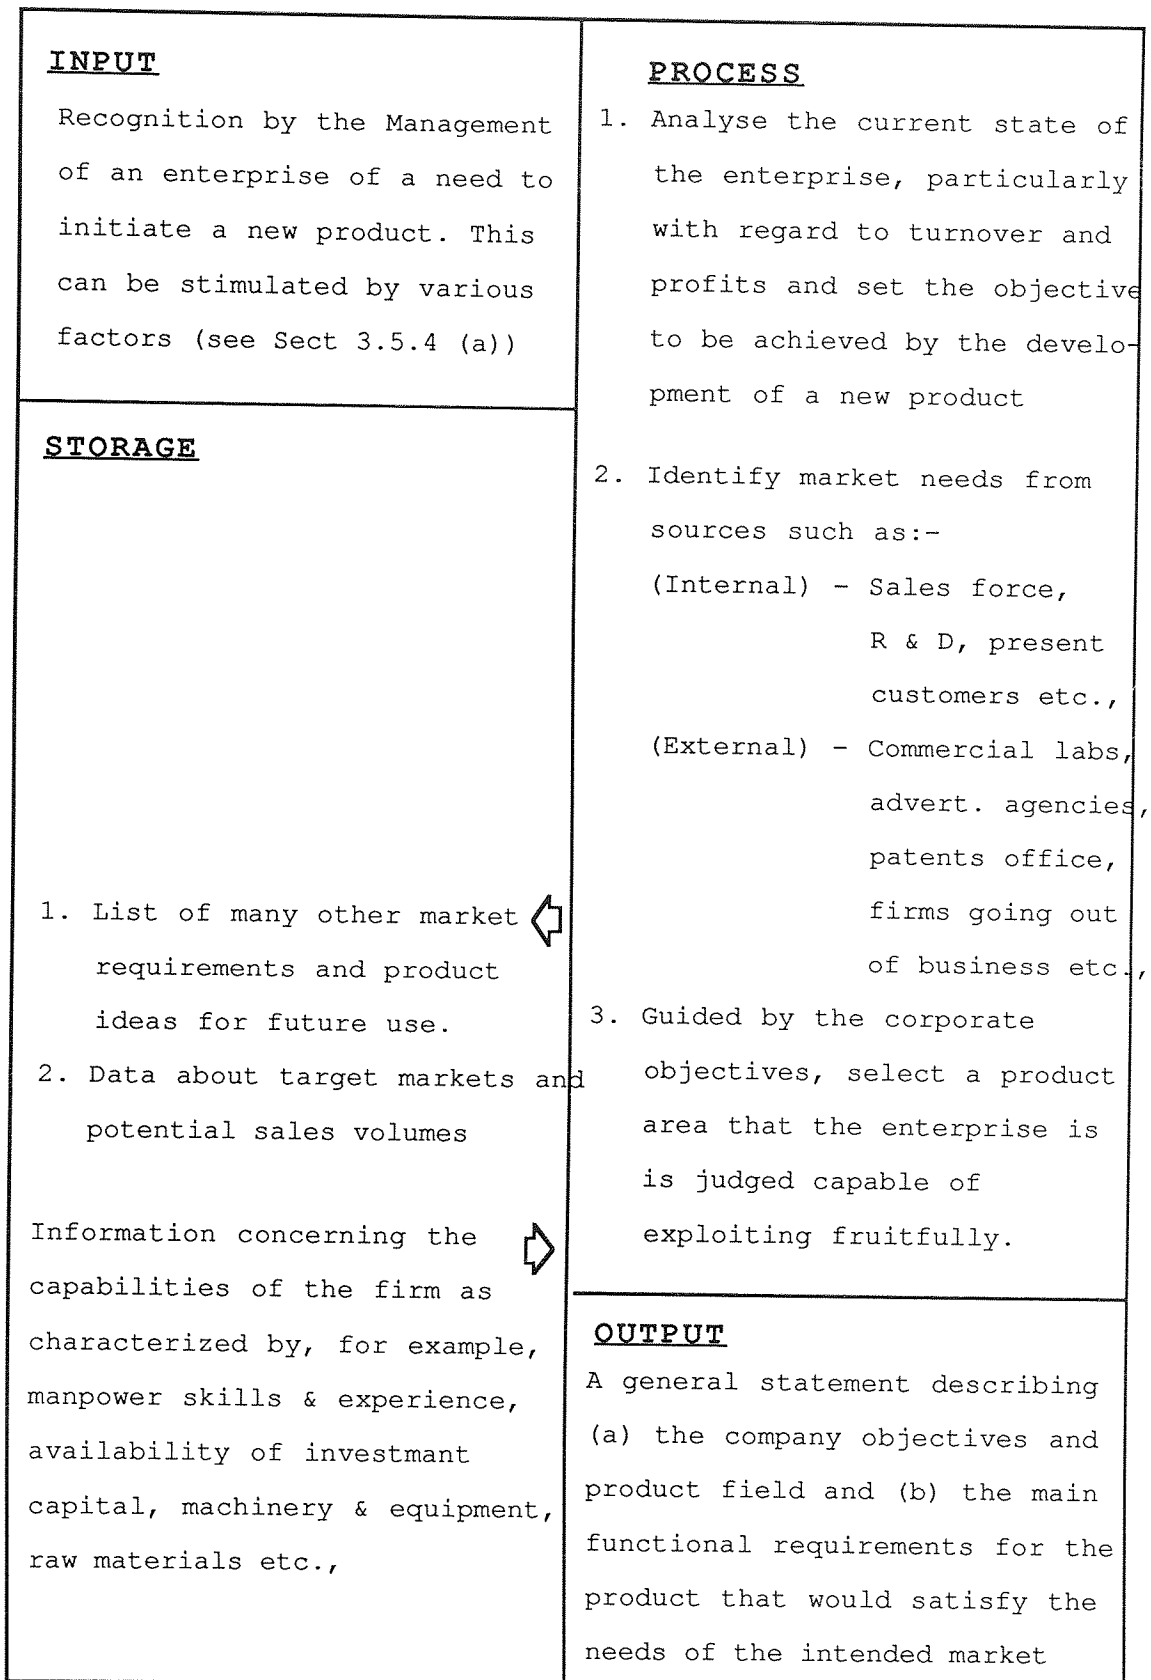 INPUT
Recognition by the Management
of an enterprise of a need to
initiate a new product. This
can be stimulated by various
factors (see Sect 3.5.4 (a))
STORAGE
1. List of many other market
requirements and product
ideas for future use.
2. Data about target markets and
potential sales volumes
Information concerning the
capabilities of the firm as
characterized by, for example,
manpower skills & experience,
availability of investmant
capital, machinery & equipment,
raw materials etc.,
PROCESS
1. Analyse the current state of
the enterprise, particularly
with regard to turnover and
profits and set the objective
to be achieved by the develo-
pment of a new product
2. Identify market needs from
sources such as:-
(Internal) - Sales force,
R & D, present
customers etc.,
(External) - Commercial labs,
advert. agencies,
patents office,
firms going out
of business etc.,
3. Guided by the corporate
objectives, select a product
area that the enterprise is
is judged capable of
exploiting fruitfully.
OUTPUT
A general statement describing
(a) the company objectives and
product field and (b) the main
functional requirements for the
product that would satisfy the
needs of the intended market